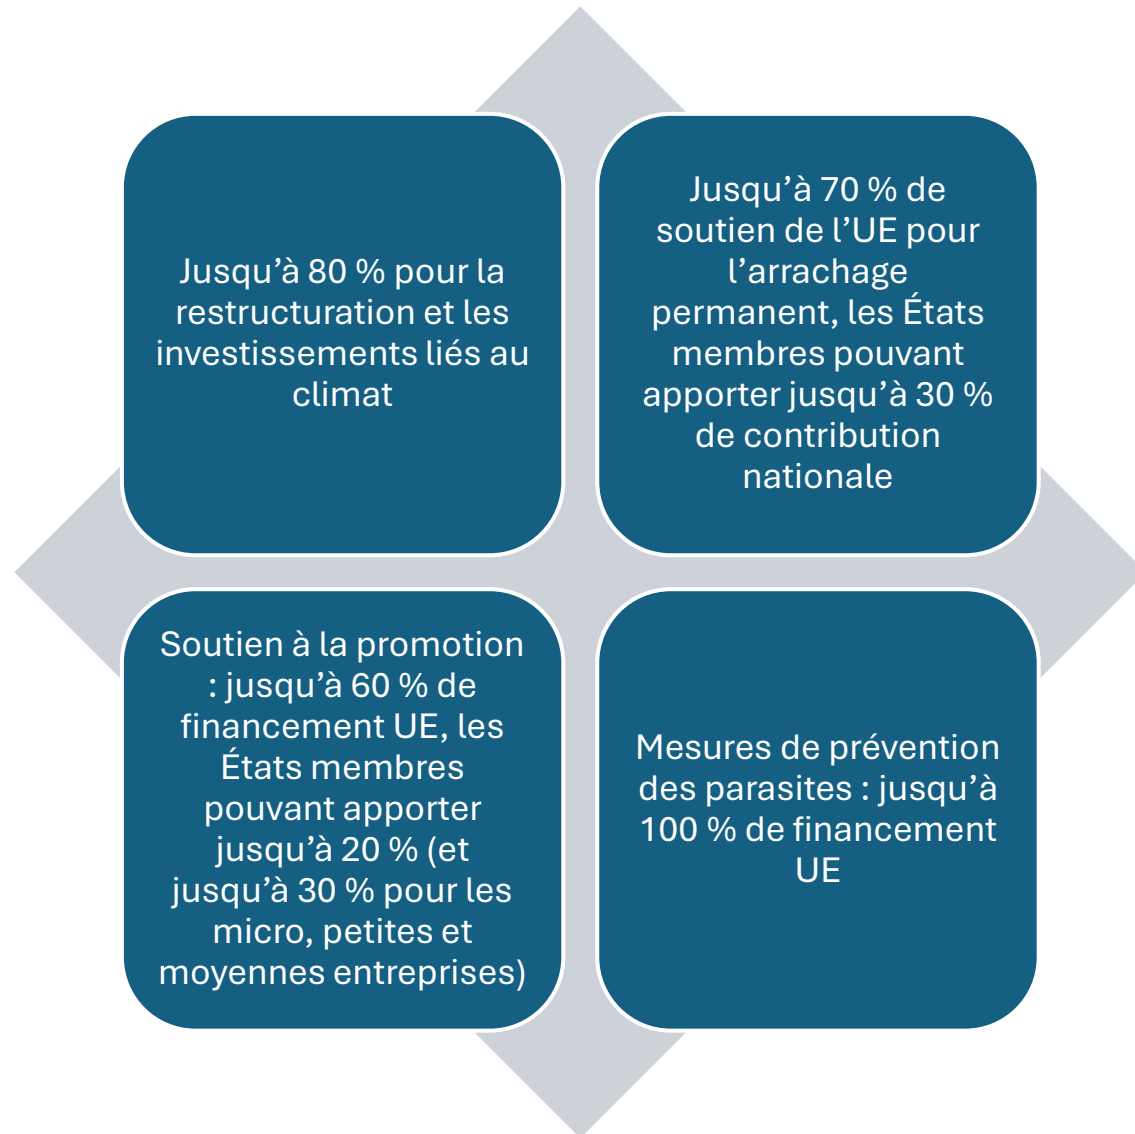 Jusqu’à 80 % pour la
restructuration et les
investissements liés au
climat
Jusqu’à 70 % de
soutien de l’UE pour
l’arrachage
permanent, les États
membres pouvant
apporter jusqu’à 30 %
de contribution
nationale
Soutien à la promotion
: jusqu’à 60 % de
financement UE, les
États membres
pouvant apporter
jusqu’à 20 % (et
jusqu’à 30 % pour les
micro, petites et
moyennes entreprises)
Mesures de prévention
des parasites : jusqu’à
100 % de financement
UE